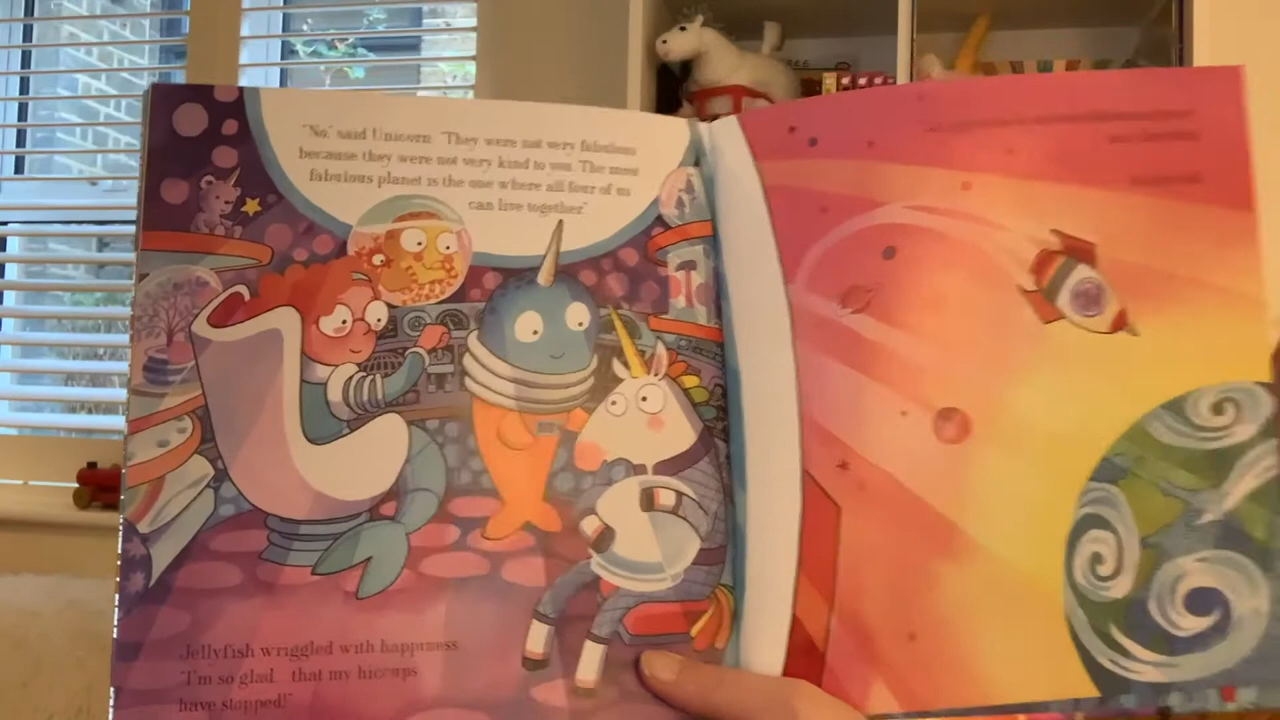 "No," said Unicorn. "They were not very fabulous
because they were not very kind to you. The most
fabulous planet is the one where all four of us
can live together."
Jellyfish wriggled with happiness.
"I'm so glad... that my hiccups
have stopped!"